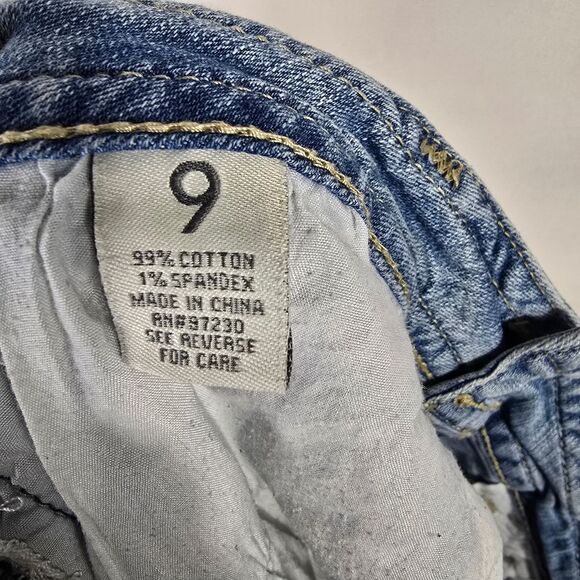 9
99% COTTON
1% SPANDEX
MADE IN CHINA
RN#97230
SEE REVERSE
FOR CARE